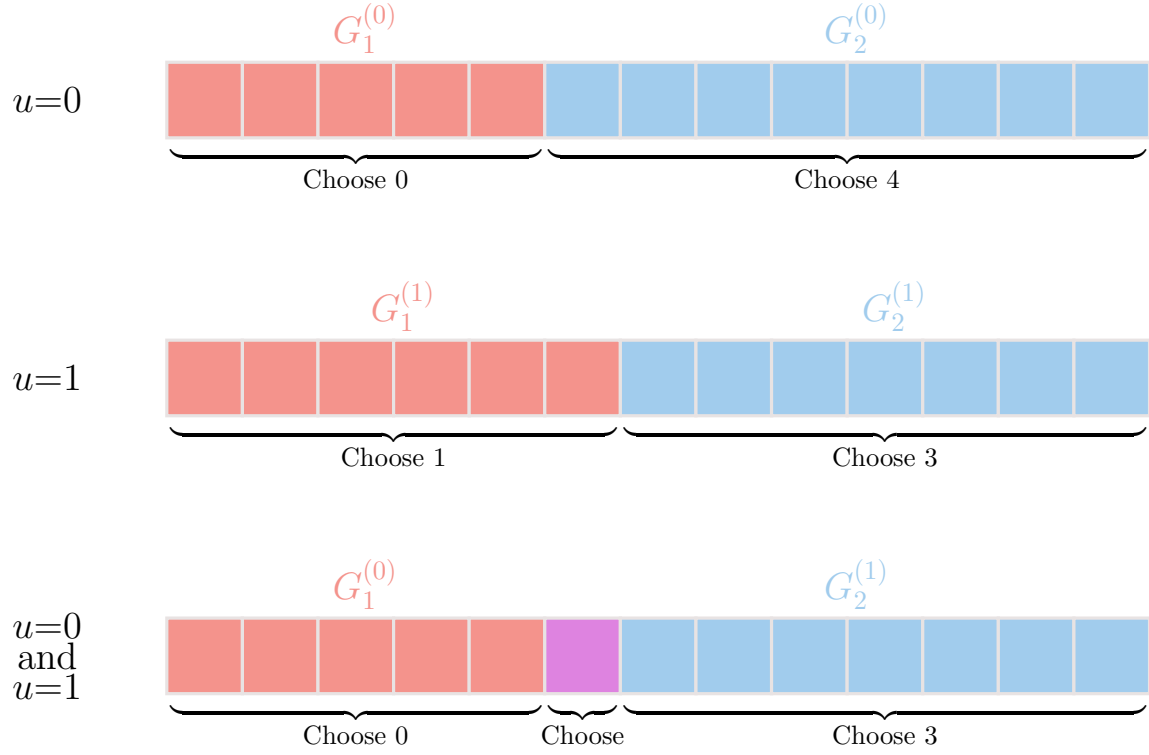 G_1^{(0)} G_2^{(0)}
u=0
Choose 0 Choose 4
G_1^{(1)} G_2^{(1)}
u=1
Choose 1 Choose 3
G_1^{(0)} G_2^{(1)}
u=0
and
u=1
Choose 0 Choose Choose 3